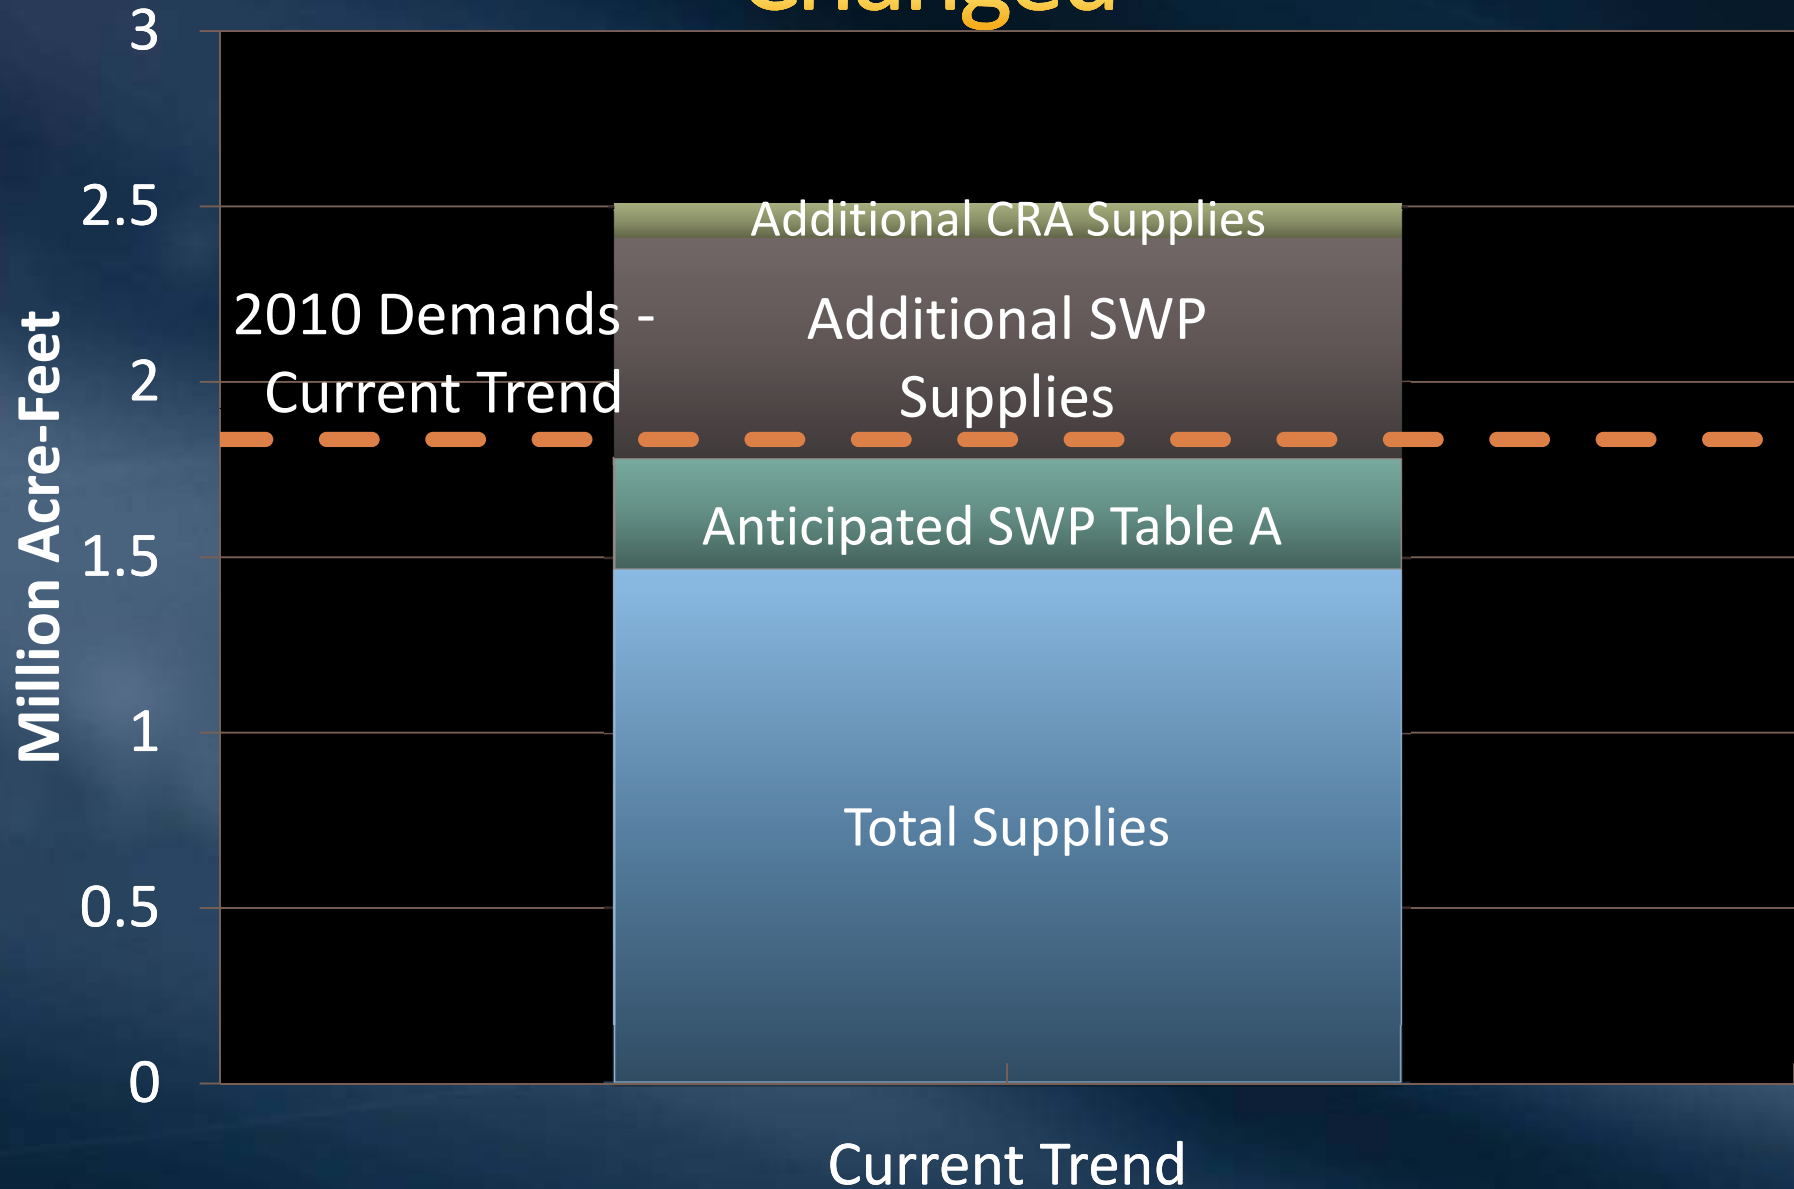 Changed
3
2.5
2
1.5
1
0.5
0
Million Acre-Feet
Additional CRA Supplies
2010 Demands -
Current Trend
Additional SWP
Supplies
Anticipated SWP Table A
Total Supplies
Current Trend